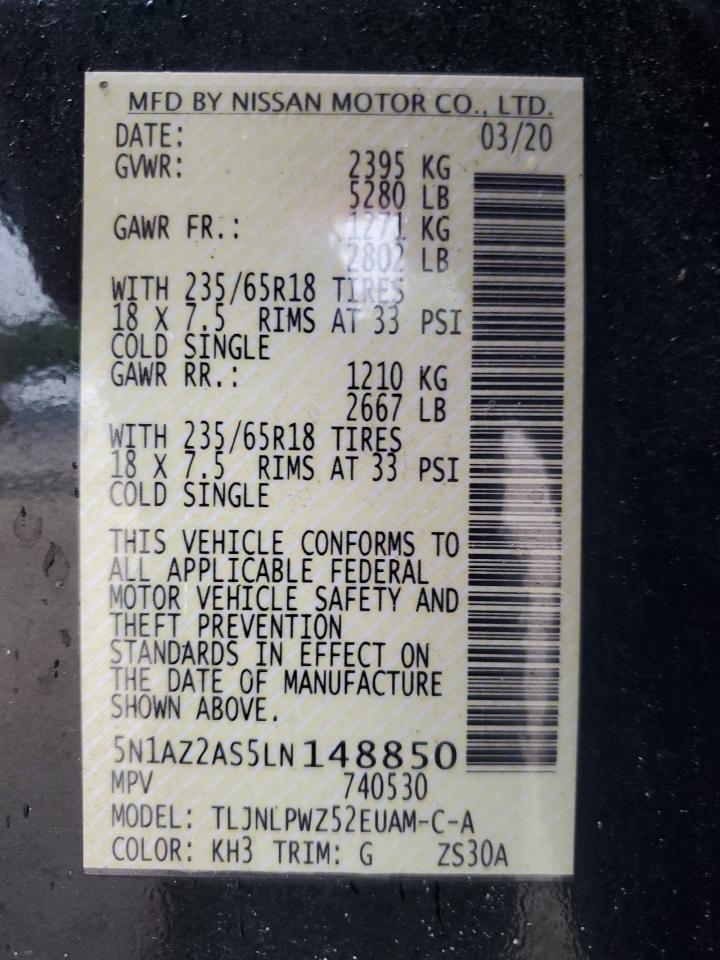 MFD BY NISSAN MOTOR CO., LTD.
DATE: 03/20
GVWR: 2395 KG
5280 LB
GAWR FR.: 1271 KG
2802 LB
WITH 235/65R18 TIRES
18 X 7.5 RIMS AT 33 PSI
COLD SINGLE
GAWR RR.: 1210 KG
2667 LB
WITH 235/65R18 TIRES
18 X 7.5 RIMS AT 33 PSI
COLD SINGLE
THIS VEHICLE CONFORMS TO
ALL APPLICABLE FEDERAL
MOTOR VEHICLE SAFETY AND
THEFT PREVENTION
STANDARDS IN EFFECT ON
THE DATE OF MANUFACTURE
SHOWN ABOVE.
5N1AZ2AS5LN148850
MPV 740530
MODEL: TLJNLPWZ52EUAM-C-A
COLOR: KH3 TRIM: G ZS30A